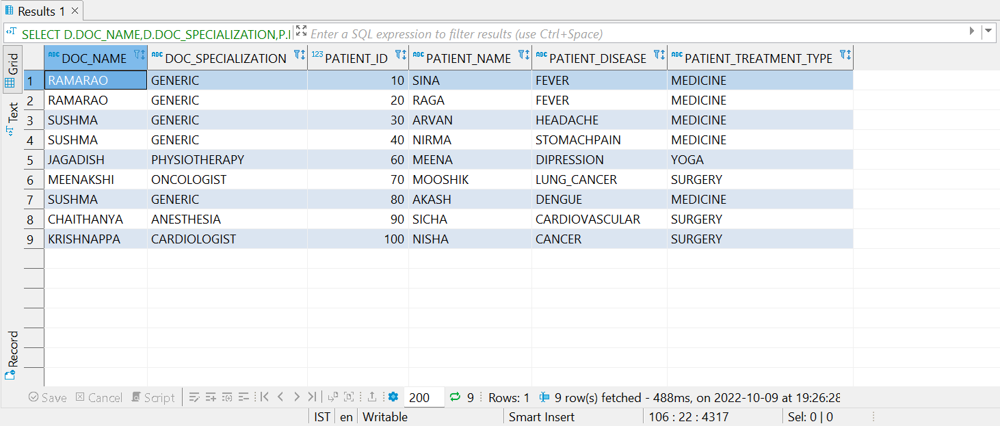 Results 1
SELECT D.DOC_NAME,D.DOC_SPECIALIZATION,P.I Enter a SQL expression to filter results (use Ctrl+Space)
Grid
Text
Record
ABC DOC_NAME ABC DOC_SPECIALIZATION 123 PATIENT_ID ABC PATIENT_NAME ABC PATIENT_DISEASE ABC PATIENT_TREATMENT_TYPE
1 RAMARAO GENERIC 10 SINA FEVER MEDICINE
2 RAMARAO GENERIC 20 RAGA FEVER MEDICINE
3 SUSHMA GENERIC 30 ARVAN HEADACHE MEDICINE
4 SUSHMA GENERIC 40 NIRMA STOMACHPAIN MEDICINE
5 JAGADISH PHYSIOTHERAPY 60 MEENA DIPRESSION YOGA
6 MEENAKSHI ONCOLOGIST 70 MOOSHIK LUNG_CANCER SURGERY
7 SUSHMA GENERIC 80 AKASH DENGUE MEDICINE
8 CHAITHANYA ANESTHESIA 90 SICHA CARDIOVASCULAR SURGERY
9 KRISHNAPPA CARDIOLOGIST 100 NISHA CANCER SURGERY
Save Cancel Script 200 9 Rows: 1 9 row(s) fetched - 488ms, on 2022-10-09 at 19:26:28
IST en Writable Smart Insert 106 : 22 : 4317 Sel: 0 | 0